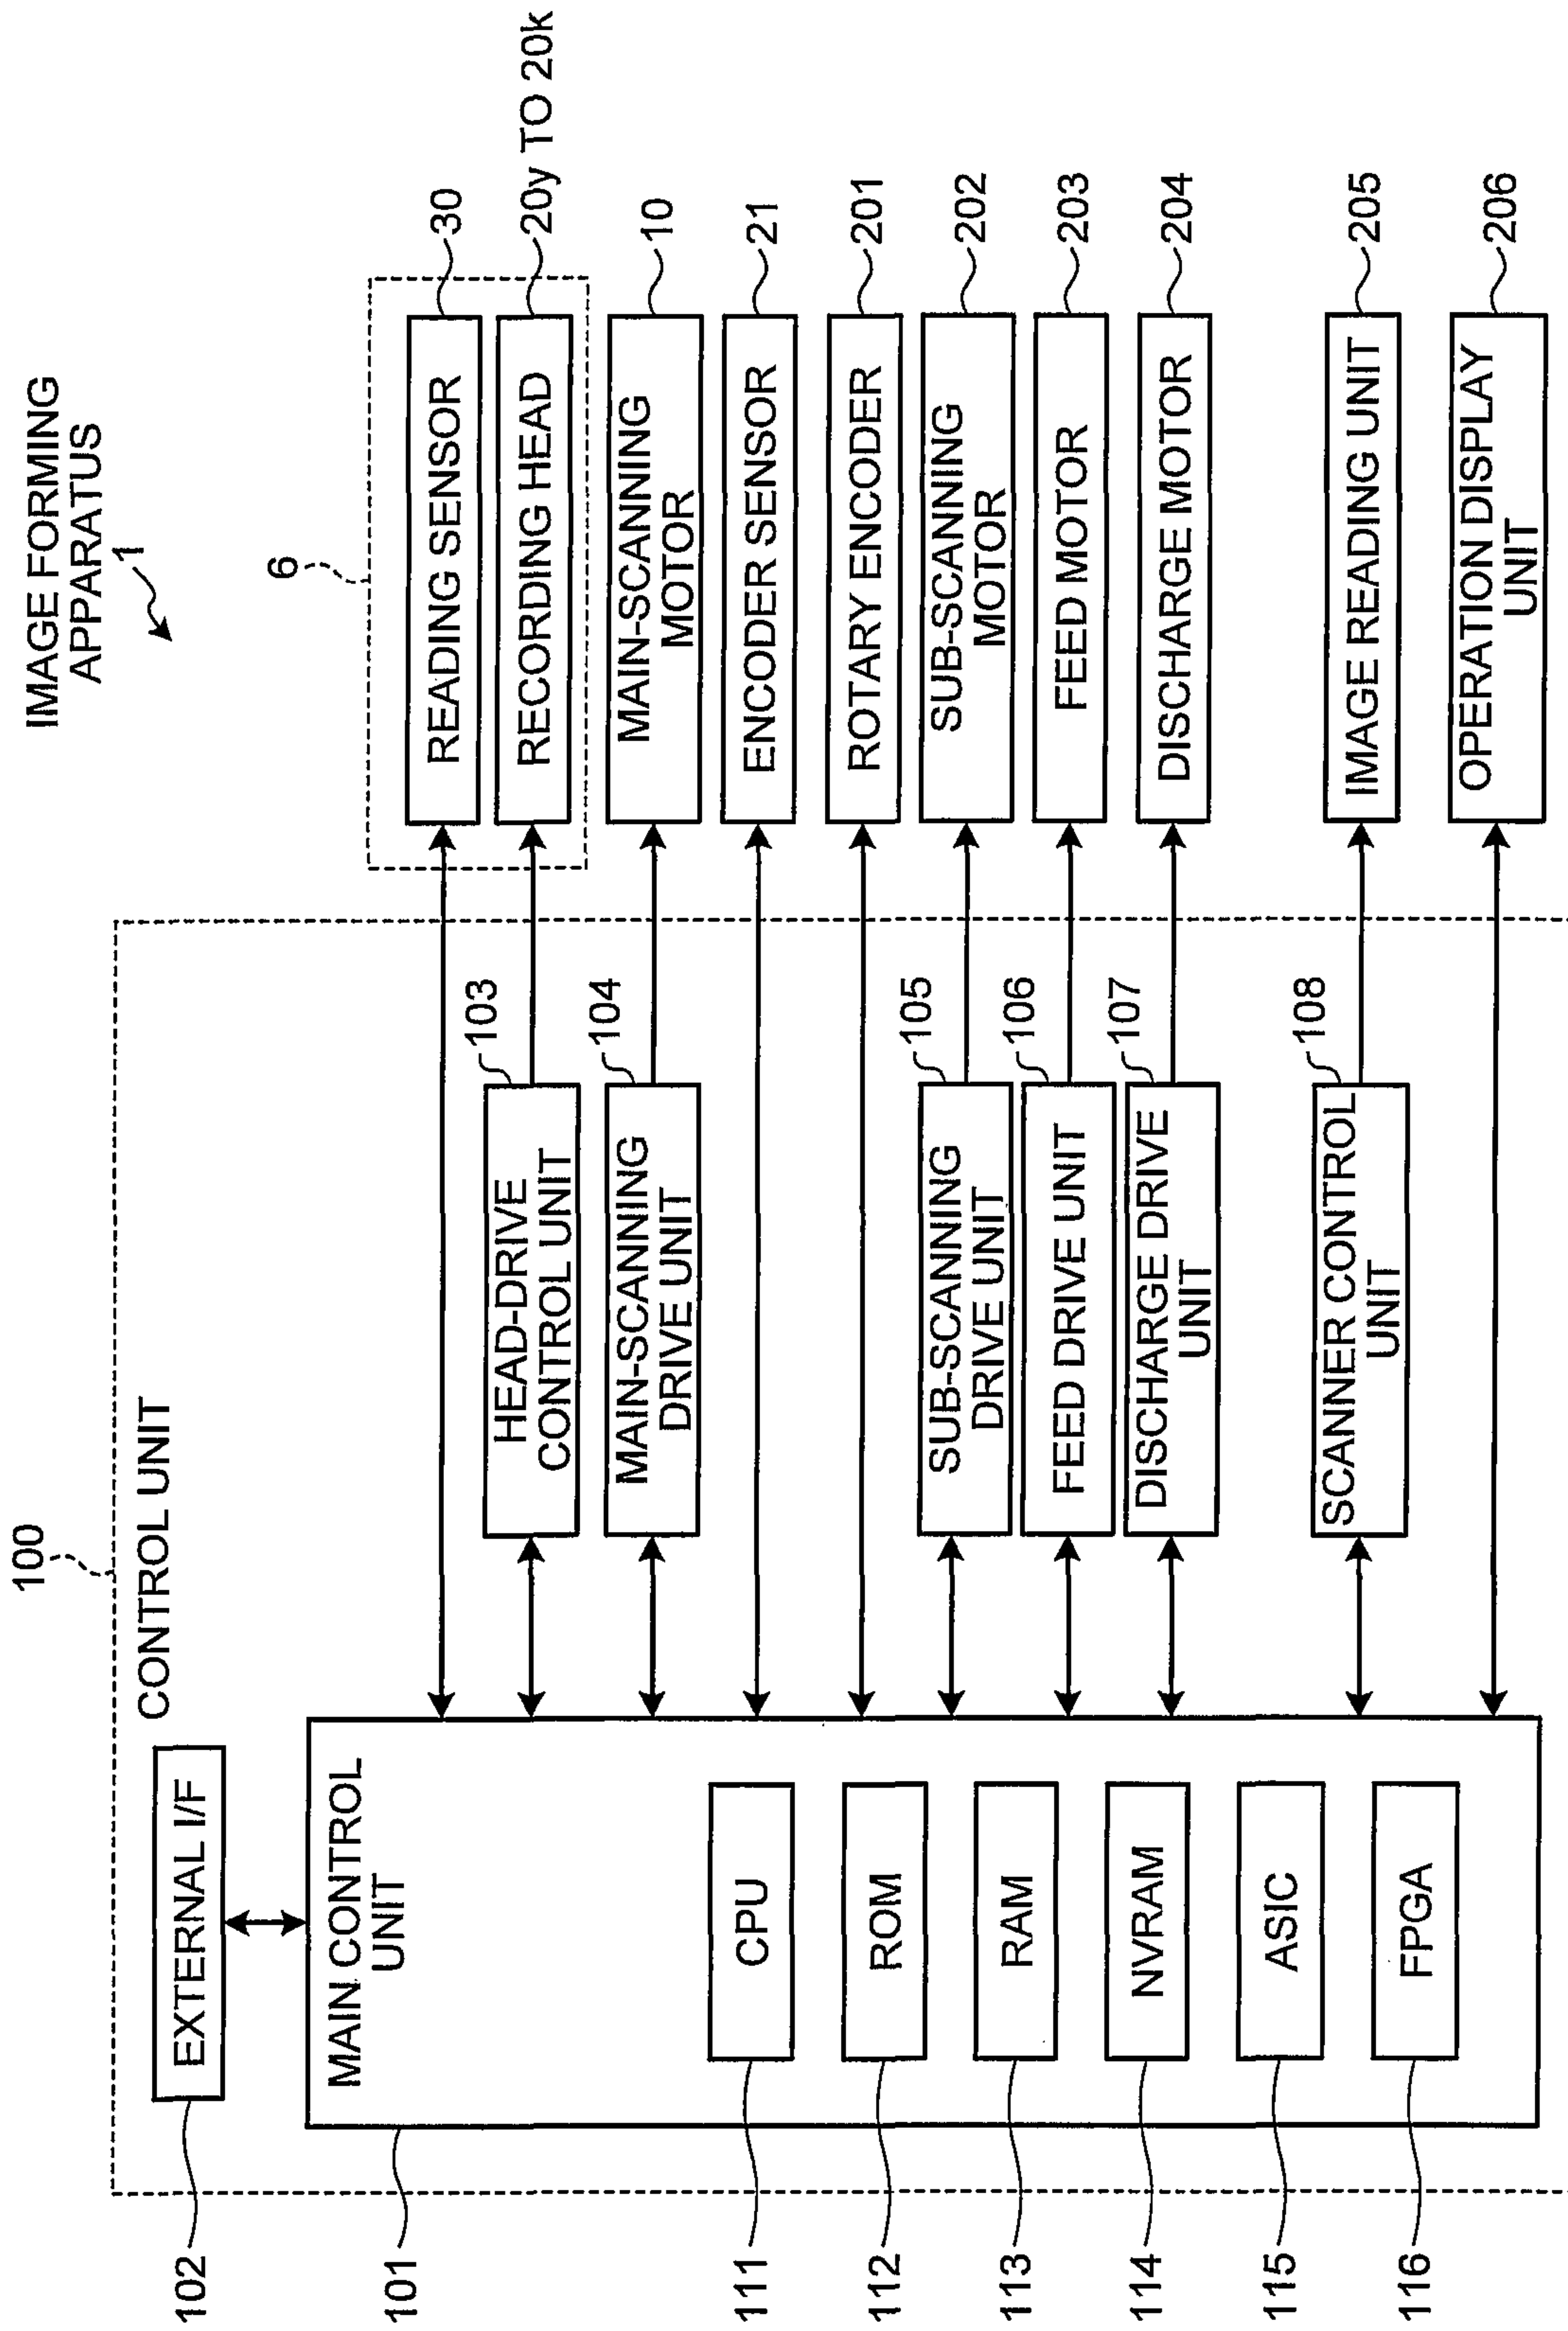 IMAGE FORMING
APPARATUS
1
100
CONTROL UNIT
102
EXTERNAL I/F
101
MAIN CONTROL
UNIT
111
CPU
112
ROM
113
RAM
114
NVRAM
115
ASIC
116
FPGA
103
HEAD-DRIVE
CONTROL UNIT
104
MAIN-SCANNING
DRIVE UNIT
105
SUB-SCANNING
DRIVE UNIT
106
FEED DRIVE UNIT
107
DISCHARGE DRIVE
UNIT
108
SCANNER CONTROL
UNIT
6
READING SENSOR
30
RECORDING HEAD
20y TO 20k
MAIN-SCANNING
MOTOR
10
ENCODER SENSOR
21
ROTARY ENCODER
201
SUB-SCANNING
MOTOR
202
FEED MOTOR
203
DISCHARGE MOTOR
204
IMAGE READING UNIT
205
OPERATION DISPLAY
UNIT
206